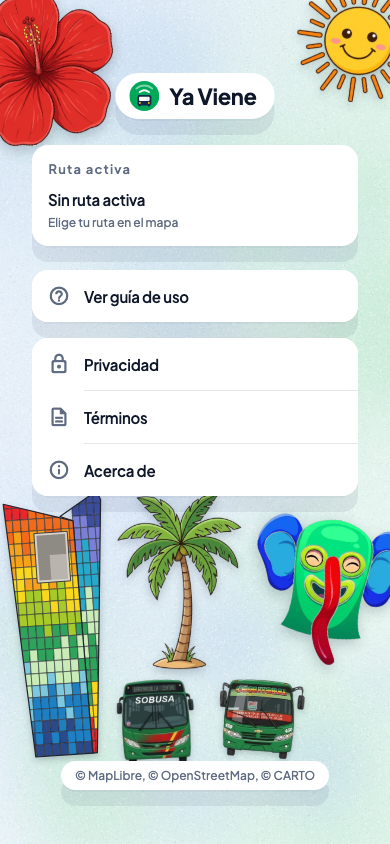 Ya Viene
Ruta activa
Sin ruta activa
Elige tu ruta en el mapa
Ver guía de uso
Privacidad
Términos
Acerca de
SOBUSA
© MapLibre, © OpenStreetMap, © CARTO